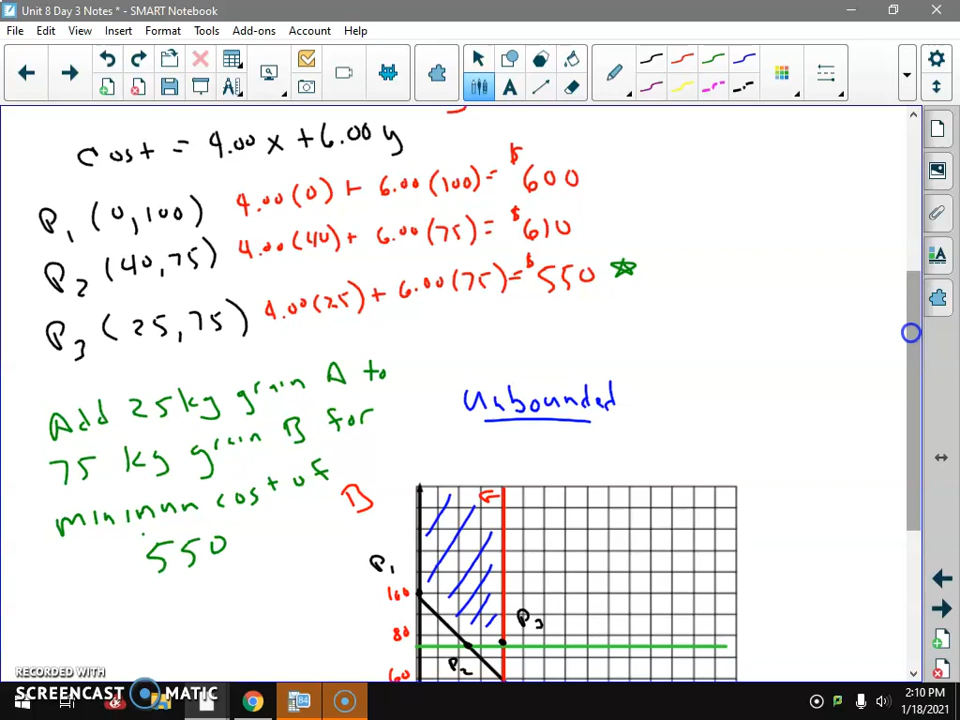 Unit 8 Day 3 Notes * - SMART Notebook
File Edit View Insert Format Tools Add-ons Account Help
Cost = 4.00 x + 6.00 y
P1 (0,100) 4.00(0) + 6.00(100) = $600
P2 (40,75) 4.00(40) + 6.00(75) = $610
P3 (25,75) 4.00(25) + 6.00(75) = $550
Add 25kg grain A to
75 kg grain B for
minimun cost of
550
Unbounded
B
P1
100
80
60
P2
P3
RECORDED WITH
SCREENCAST MATIC
2:10 PM
1/18/2021